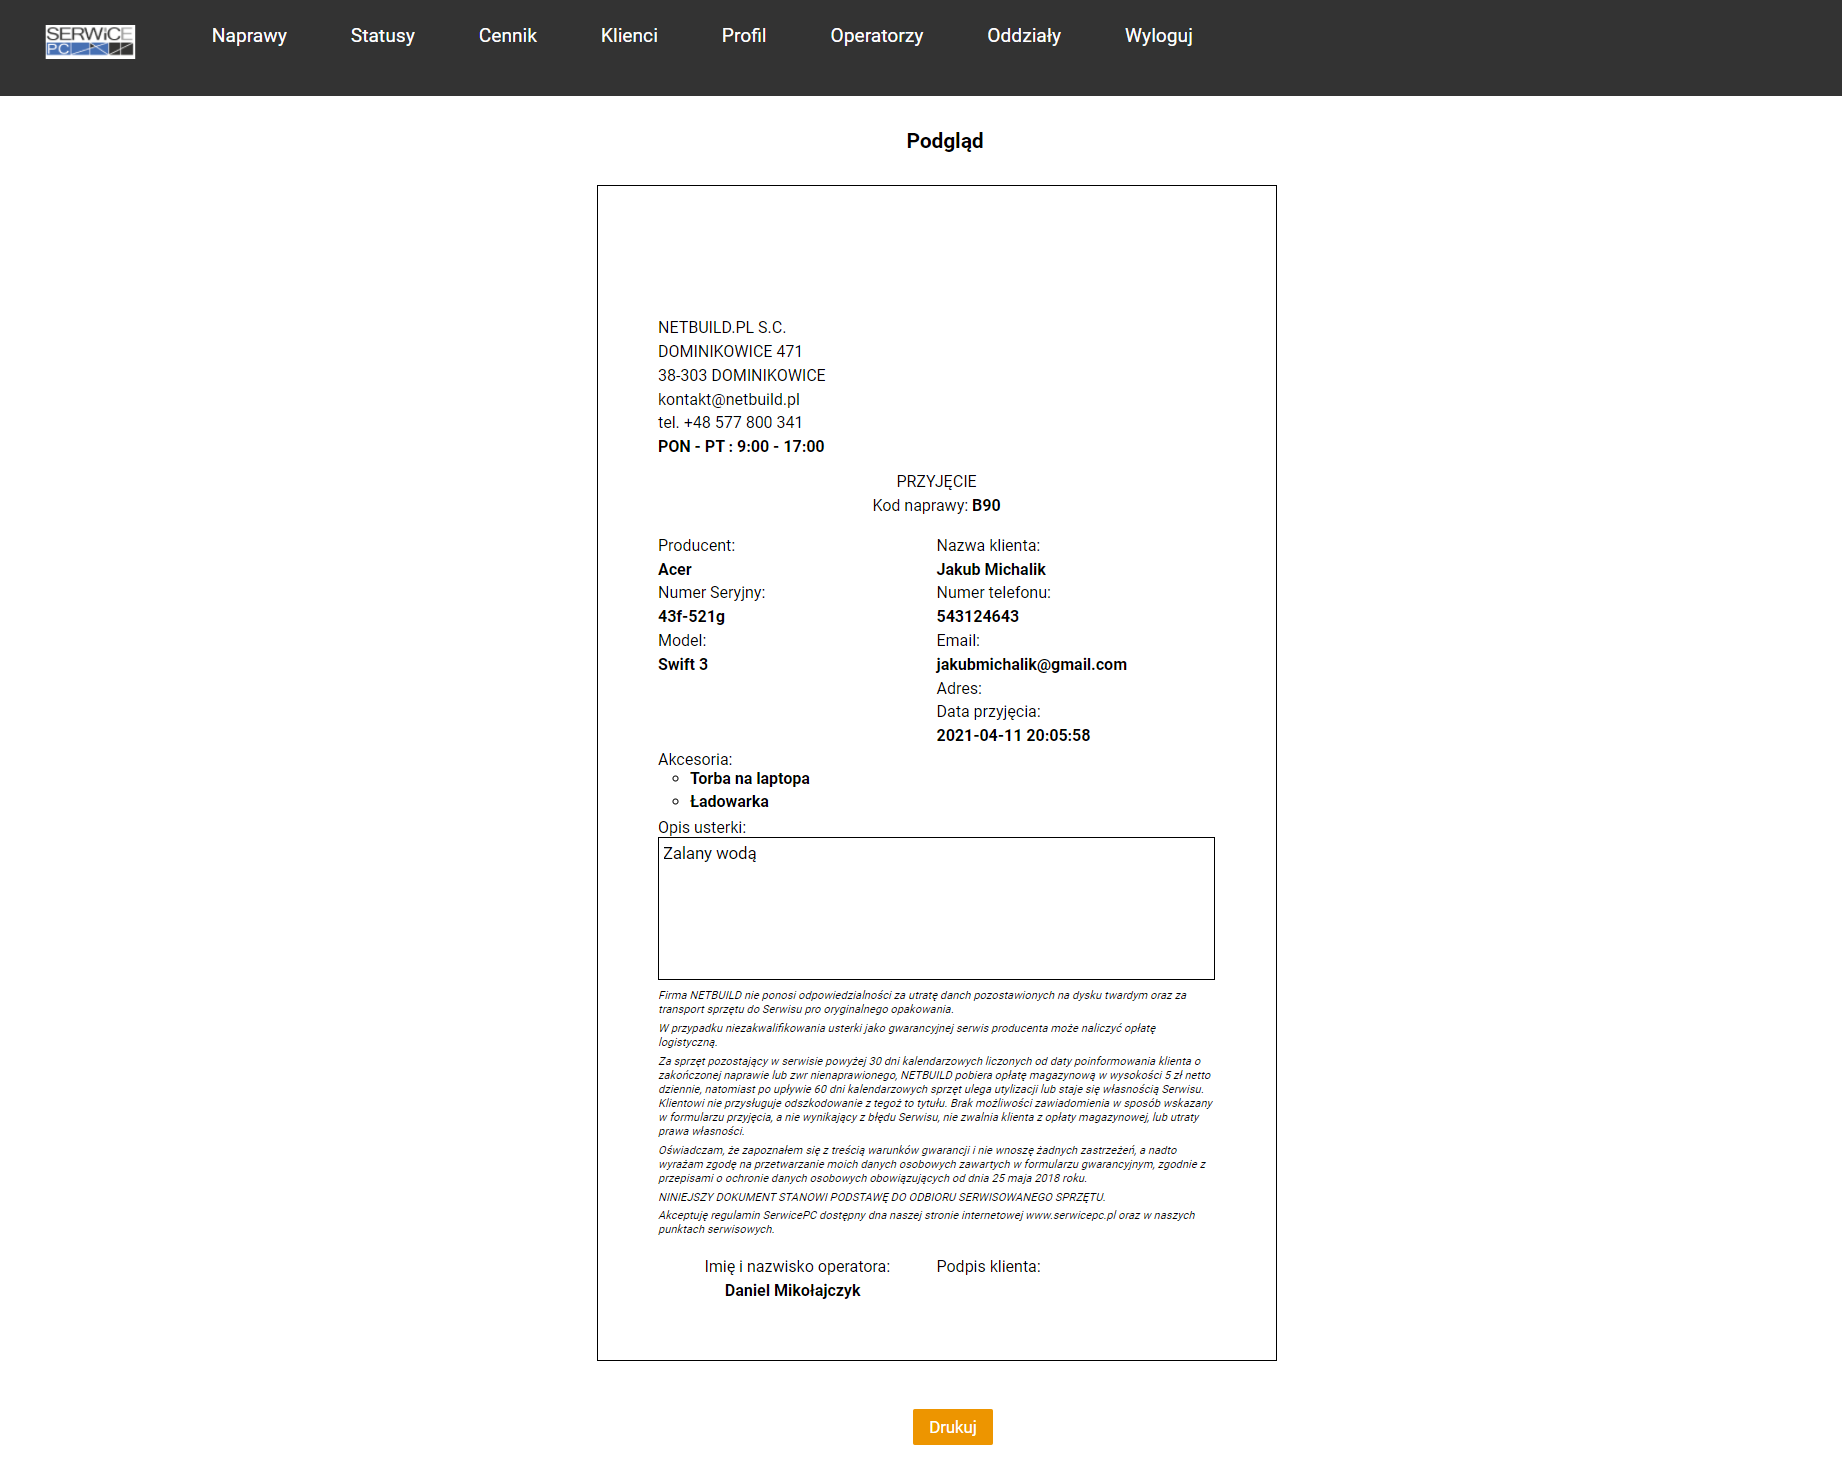 SERWiCE
PC
Naprawy Statusy Cennik Klienci Profil Operatorzy Oddziały Wyloguj
Podgląd
NETBUILD.PL S.C.
DOMINIKOWICE 471
38-303 DOMINIKOWICE
kontakt@netbuild.pl
tel. +48 577 800 341
PON - PT : 9:00 - 17:00
PRZYJĘCIE
Kod naprawy: B90
Producent:
Acer
Numer Seryjny:
43f-521g
Model:
Swift 3
Nazwa klienta:
Jakub Michalik
Numer telefonu:
543124643
Email:
jakubmichalik@gmail.com
Adres:
Data przyjęcia:
2021-04-11 20:05:58
Akcesoria:
Torba na laptopa
Ładowarka
Opis usterki:
Zalany wodą
Firma NETBUILD nie ponosi odpowiedzialności za utratę danch pozostawionych na dysku twardym oraz za
transport sprzętu do Serwisu pro oryginalnego opakowania.
W przypadku niezakwalifikowania usterki jako gwarancyjnej serwis producenta może naliczyć opłatę
logistyczną.
Za sprzęt pozostający w serwisie powyżej 30 dni kalendarzowych liczonych od daty poinformowania klienta o
zakończonej naprawie lub zwr nienaprawionego, NETBUILD pobiera opłatę magazynową w wysokości 5 zł netto
dziennie, natomiast po upływie 60 dni kalendarzowych sprzęt ulega utylizacji lub staje się własnością Serwisu.
Klientowi nie przysługuje odszkodowanie z tegoż to tytułu. Brak możliwości zawiadomienia w sposób wskazany
w formularzu przyjęcia, a nie wynikający z błędu Serwisu, nie zwalnia klienta z opłaty magazynowej, lub utraty
prawa własności.
Oświadczam, że zapoznałem się z treścią warunków gwarancji i nie wnoszę żadnych zastrzeżeń, a nadto
wyrażam zgodę na przetwarzanie moich danych osobowych zawartych w formularzu gwarancyjnym, zgodnie z
przepisami o ochronie danych osobowych obowiązujących od dnia 25 maja 2018 roku.
NINIEJSZY DOKUMENT STANOWI PODSTAWĘ DO ODBIORU SERWISOWANEGO SPRZĘTU.
Akceptuję regulamin SerwicePC dostępny dna naszej stronie internetowej www.serwicepc.pl oraz w naszych
punktach serwisowych.
Imię i nazwisko operatora:
Daniel Mikołajczyk
Podpis klienta:
Drukuj